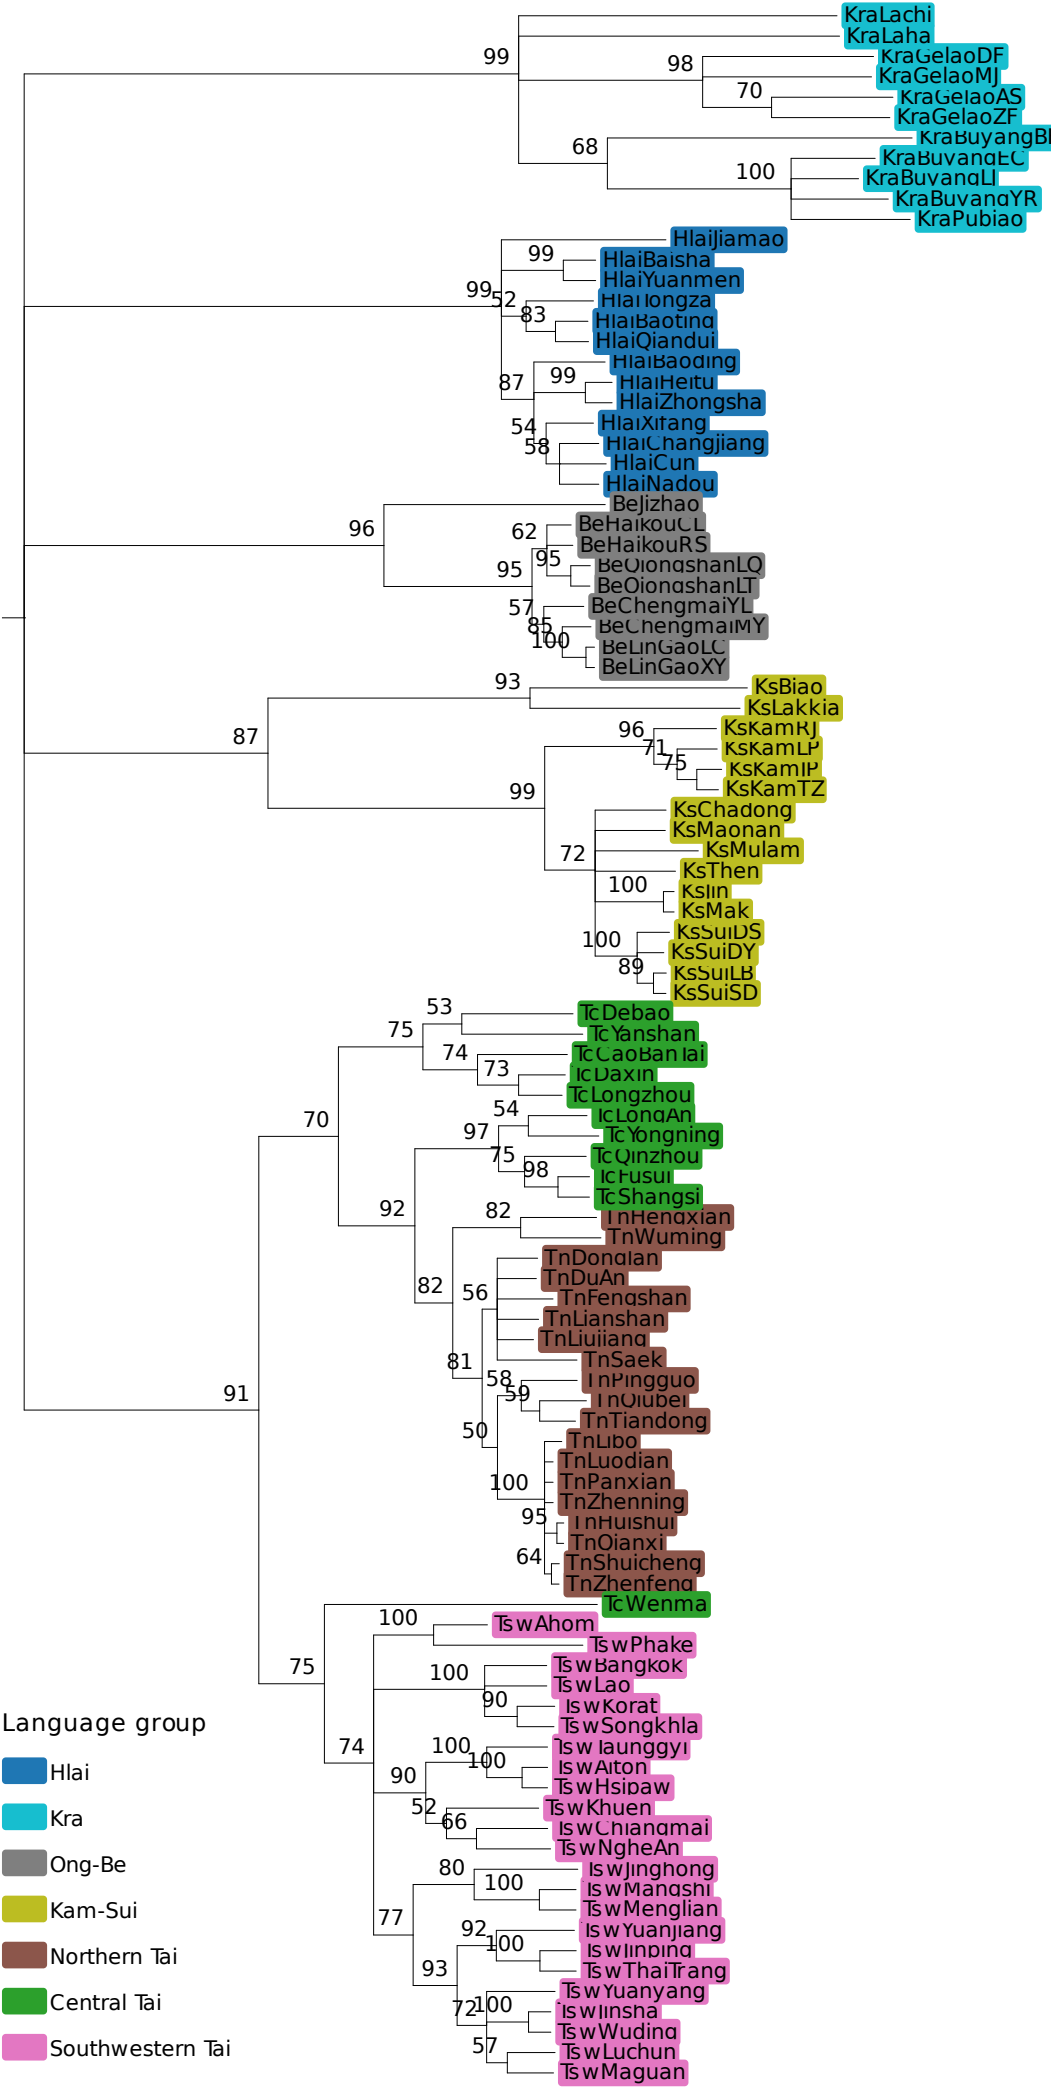 KraLachi
KraLaha
99
KraGelaoDF
98
KraGelaoMJ
70
KraGelaoAS
KraGelaoZF
68
KraBuyangB
KraBuyangEC
100
KraBuyangLJ
KraBuyangYR
KraPubiao
HlaiJiamao
99
HlaiBaisha
HlaiYuanmen
99
52
HlaiTongza
83
HlaiBaoting
HlaiQiandui
HlaiBaoding
87
99
HlaiHeitu
HlaiZhongsha
54
HlaiXifang
58
HlaiChangjiang
HlaiCun
HlaiNadou
BeJizhao
96
62
BeHaikouCL
BeHaikouRS
95
95
BeQiongshanLQ
BeQiongshanLT
57
BeChengmaiYL
85
BeChengmaiMY
100
BeLinGaoLC
BeLinGaoXY
93
KsBiao
KsLakkia
87
96
KsKamRJ
71
KsKamLP
75
KsKamJP
KsKamTZ
99
KsChadong
KsMaonan
72
KsMulam
KsThen
100
KsJin
KsMak
100
KsSuiDS
KsSuiDY
89
KsSuiLB
KsSuiSD
53
TcDebao
75
TcYanshan
74
TcCaoBanTai
73
TcDaxin
TcLongzhou
70
54
TcLongAn
97
TcYongning
75
TcQinzhou
98
TcFusui
TcShangsi
92
82
TnHengxian
TnWuming
TnDonglan
82
56
TnDuAn
TnFengshan
TnLianshan
TnLiujiang
81
TnSaek
58
TnPingguo
59
TnQiubei
91
TnTiandong
50
TnLibo
TnLuodian
100
TnPanxian
TnZhenning
95
TnHuishui
TnQianxi
64
TnShuicheng
TnZhenfeng
TcWenma
100
TswAhom
TswPhake
75
100
TswBangkok
TswLao
90
TswKorat
TswSongkhla
74
100
TswTaunggyi
100
TswAiton
90
TswHsipaw
52
TswKhuen
66
TswChiangmai
TswNgheAn
80
TswJinghong
100
TswMangshi
TswMenglian
77
92
TswYuanjiang
100
TswJinping
93
TswThaiTrang
TswYuanyang
72
100
TswJinsha
TswWuding
57
TswLuchun
TswMaguan
Language group
Hlai
Kra
Ong-Be
Kam-Sui
Northern Tai
Central Tai
Southwestern Tai